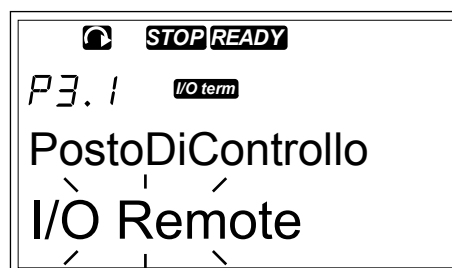 STOP READY
P3.1 I/O term
PostoDiControllo
I/O Remote